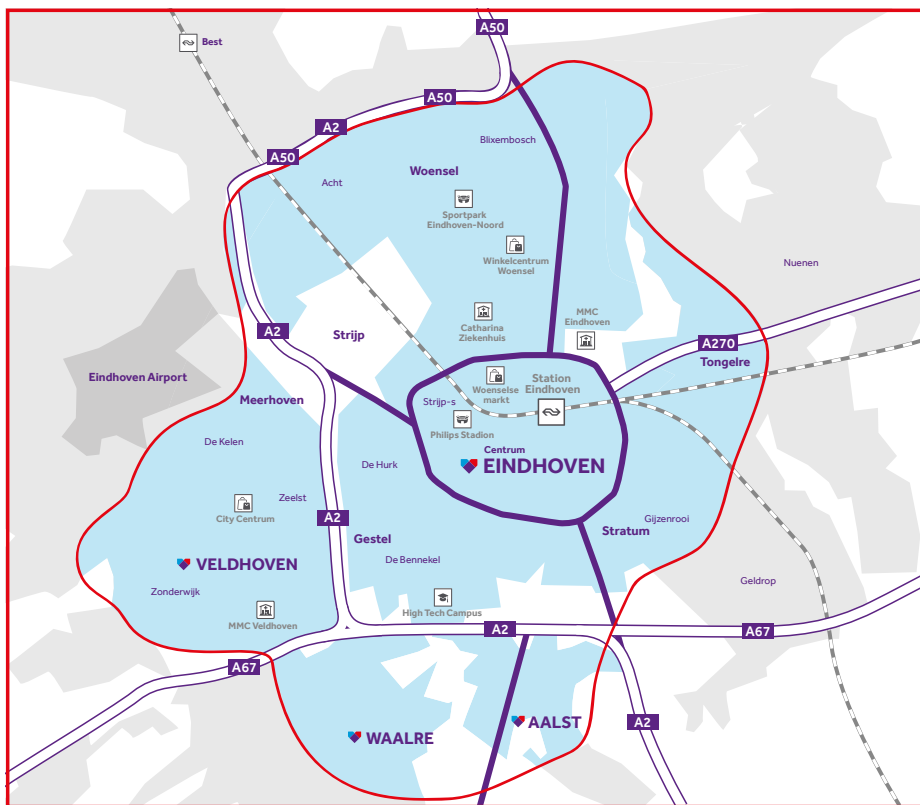 A50
Best
A50
A2
A50
Blixembosch
Woensel
Acht
Sportpark
Eindhoven-Noord
Winkelcentrum
Woensel
Nuenen
MMC
Eindhoven
Catharina
Ziekenhuis
A2
Strijp
A270
Tongelre
Eindhoven Airport
Station
Eindhoven
Woenselse
markt
Meerhoven
Strijp-s
Philips Stadion
De Kelen
Centrum
EINDHOVEN
De Hurk
Zeelst
City Centrum
A2
Gijzenrooi
Stratum
Gestel
De Bennekel
VELDHOVEN
Geldrop
Zonderwijk
High Tech Campus
MMC Veldhoven
A2
A67
A67
AALST
A2
WAALRE